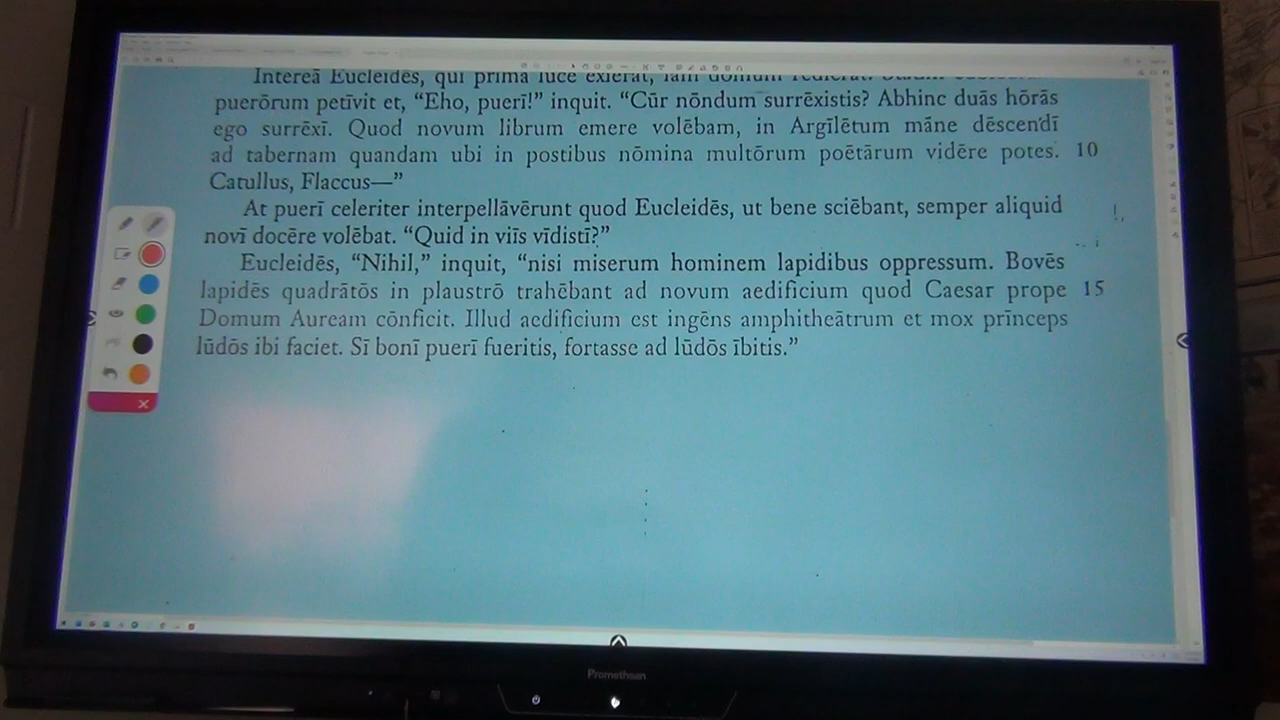 Intereā Eucleidēs, quī prīmā lūce exierat, iam domum redierat.
puerōrum petīvit et, “Eho, puerī!” inquit. “Cūr nōndum surrēxistis? Abhinc duās hōrās
ego surrēxī. Quod novum librum emere volēbam, in Argīlētum māne dēscendī
ad tabernam quandam ubi in postibus nōmina multōrum poētārum vidēre potes. 10
Catullus, Flaccus—”
At puerī celeriter interpellāvērunt quod Eucleidēs, ut bene sciēbant, semper aliquid
novī docēre volēbat. “Quid in viīs vīdistī?”
Eucleidēs, “Nihil,” inquit, “nisi miserum hominem lapidibus oppressum. Bovēs
lapidēs quadrātōs in plaustrō trahēbant ad novum aedificium quod Caesar prope 15
Domum Auream cōnficit. Illud aedificium est ingēns amphitheātrum et mox prīnceps
lūdōs ibi faciet. Sī bonī puerī fueritis, fortasse ad lūdōs ībitis.”
Promethean